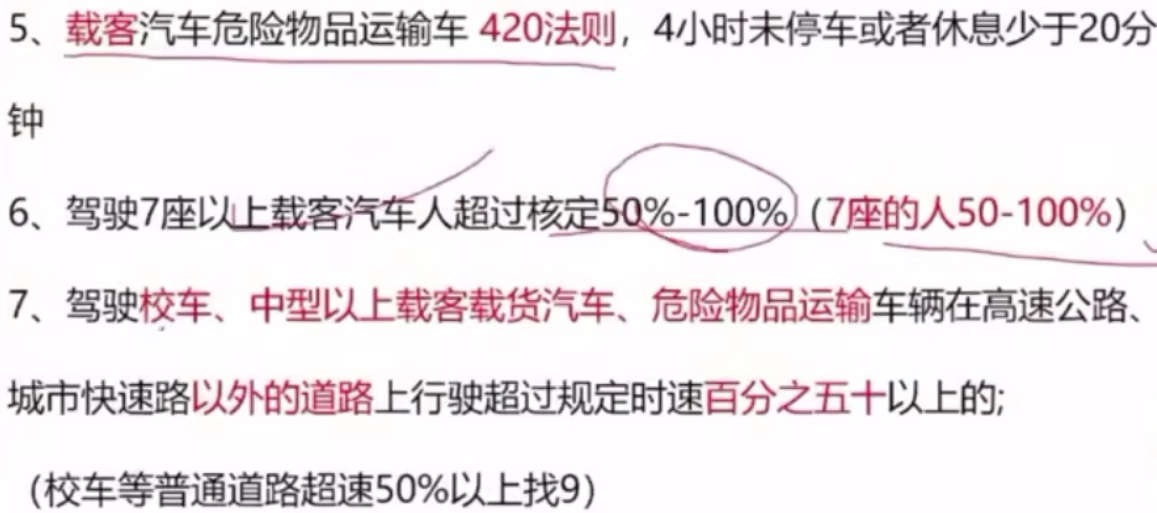 5、载客汽车危险物品运输车 420法则，4小时未停车或者休息少于20分
钟
6、驾驶7座以上载客汽车人超过核定50%-100%（7座的人50-100%）
7、驾驶校车、中型以上载客载货汽车、危险物品运输车辆在高速公路、
城市快速路以外的道路上行驶超过规定时速百分之五十以上的;
（校车等普通道路超速50%以上找9）